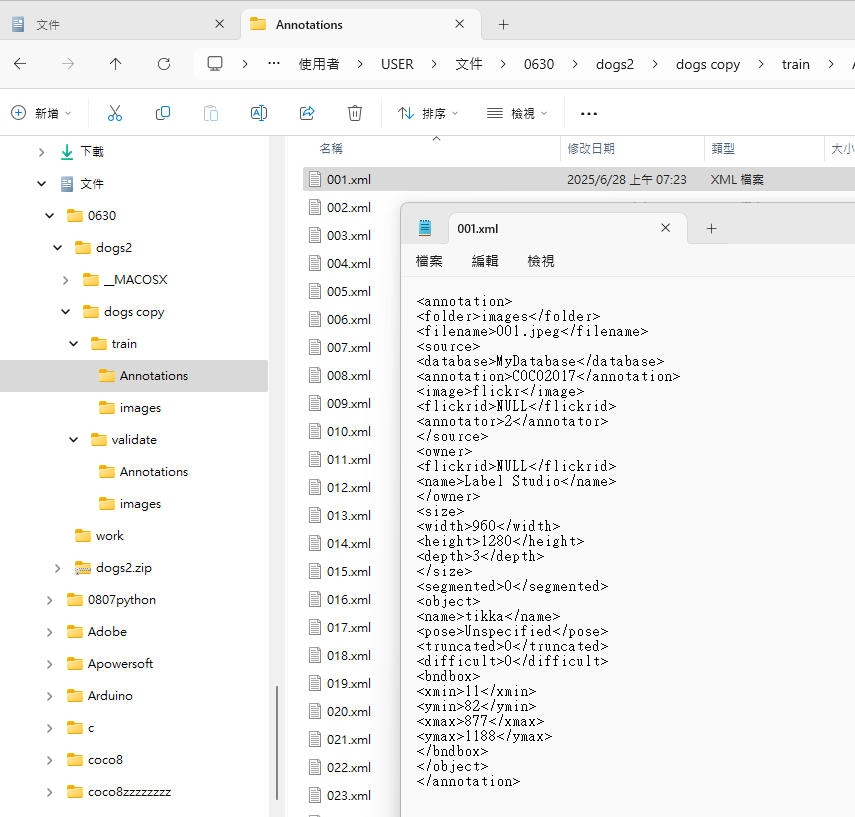 文件
Annotations
使用者 USER 文件 0630 dogs2 dogs copy train
新增 排序 檢視
下載
文件
0630
dogs2
__MACOSX
dogs copy
train
Annotations
images
validate
Annotations
images
work
dogs2.zip
0807python
Adobe
Apowersoft
Arduino
c
coco8
coco8zzzzzzzz
名稱 修改日期 類型 大小
001.xml 2025/6/28 上午 07:23 XML 檔案
002.xml
003.xml
004.xml
005.xml
006.xml
007.xml
008.xml
009.xml
010.xml
011.xml
012.xml
013.xml
014.xml
015.xml
016.xml
017.xml
018.xml
019.xml
020.xml
021.xml
022.xml
023.xml
001.xml
檔案 編輯 檢視
<annotation>
<folder>images</folder>
<filename>001.jpeg</filename>
<source>
<database>MyDatabase</database>
<annotation>COCO2017</annotation>
<image>flickr</image>
<flickrid>NULL</flickrid>
<annotator>2</annotator>
</source>
<owner>
<flickrid>NULL</flickrid>
<name>Label Studio</name>
</owner>
<size>
<width>960</width>
<height>1280</height>
<depth>3</depth>
</size>
<segmented>0</segmented>
<object>
<name>tikka</name>
<pose>Unspecified</pose>
<truncated>0</truncated>
<difficult>0</difficult>
<bndbox>
<xmin>11</xmin>
<ymin>82</ymin>
<xmax>877</xmax>
<ymax>1188</ymax>
</bndbox>
</object>
</annotation>